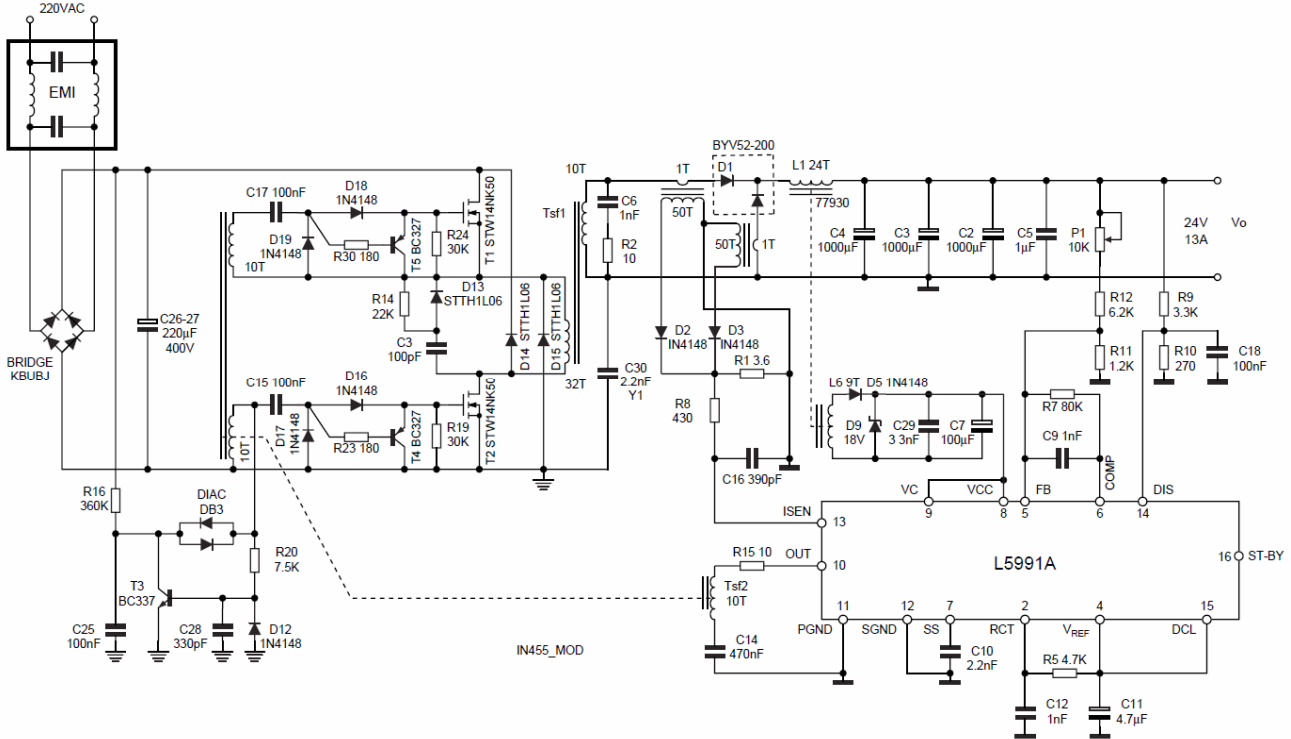 220VAC
EMI
BRIDGE
KBUBJ
C26-27
220µF
400V
C17 100nF
D18
1N4148
D19
1N4148
R30 180
T5 BC327
R24
30K
T1 STW14NK50
10T
R14
22K
D13
STTH1L06
C3
100pF
D14 STTH1L06
D15 STTH1L06
C15 100nF
D16
1N4148
D17
1N4148
R23 180
T4 BC327
R19
30K
T2 STW14NK50
10T
10T
Tsf1
32T
C6
1nF
R2
10
C30
2.2nF
Y1
1T
50T
BYV52-200
D1
50T
1T
L1 24T
77930
C4
1000µF
C3
1000µF
C2
1000µF
C5
1µF
P1
10K
24V
13A
Vo
R12
6.2K
R9
3.3K
R11
1.2K
R10
270
C18
100nF
D2
IN4148
D3
IN4148
R1 3.6
R8
430
C16 390pF
L6 9T
D5 1N4148
D9
18V
C29
3 3nF
C7
100µF
R7 80K
C9 1nF
COMP
R16
360K
DIAC
DB3
R20
7.5K
T3
BC337
C25
100nF
C28
330pF
D12
1N4148
IN455_MOD
R15 10
Tsf2
10T
C14
470nF
VC
9
VCC
8
FB
5
6
DIS
14
ISEN
13
OUT
10
L5991A
16
ST-BY
11
PGND
12
SGND
7
SS
2
RCT
4
VREF
15
DCL
C10
2.2nF
R5 4.7K
C12
1nF
C11
4.7µF